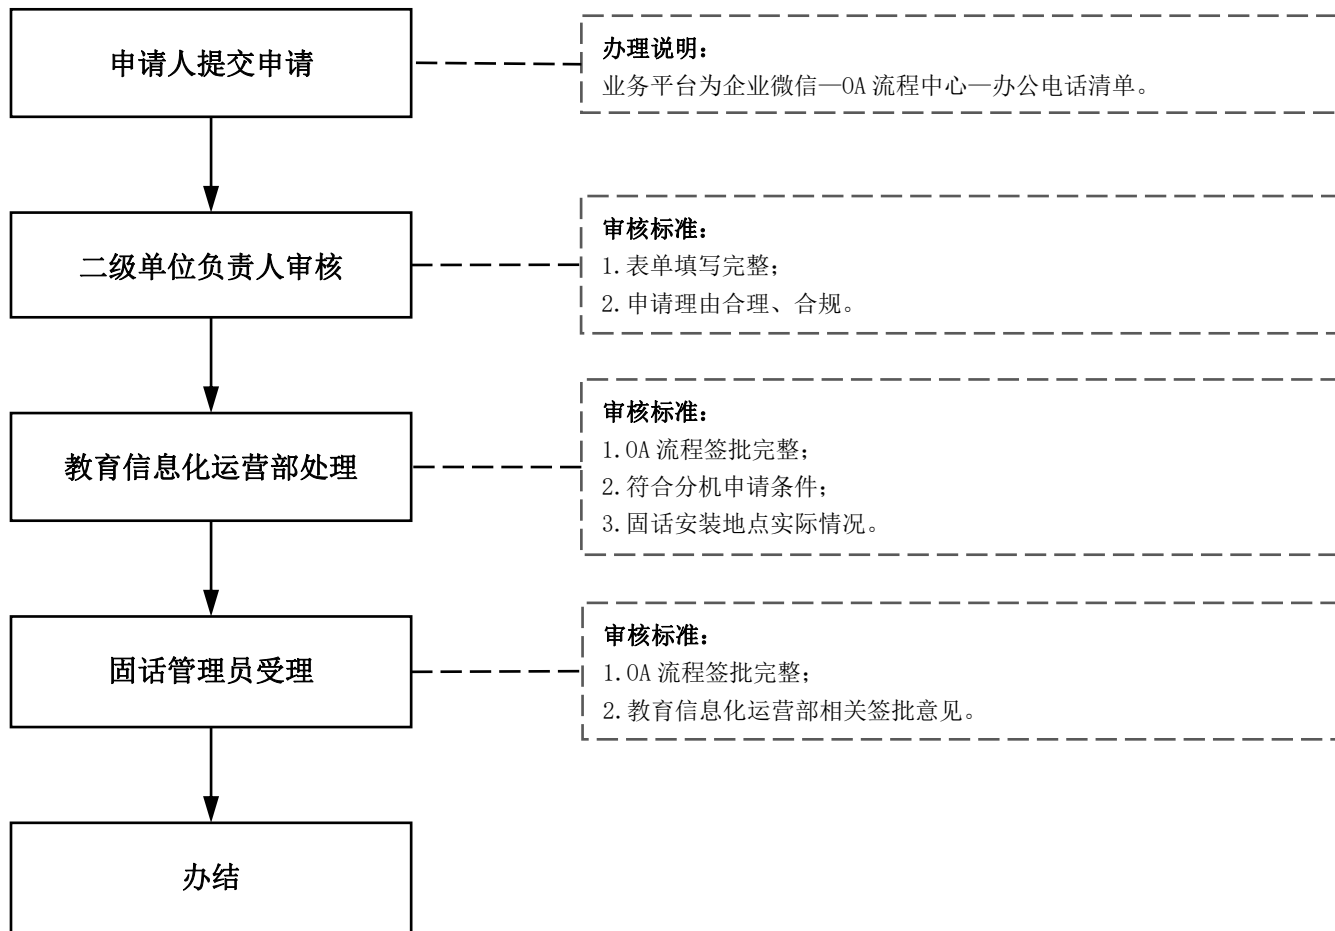 申请人提交申请
办理说明：
业务平台为企业微信—OA 流程中心—办公电话清单。
二级单位负责人审核
审核标准：
1.表单填写完整；
2.申请理由合理、合规。
教育信息化运营部处理
审核标准：
1.OA 流程签批完整；
2.符合分机申请条件；
3.固话安装地点实际情况。
固话管理员受理
审核标准：
1.OA 流程签批完整；
2.教育信息化运营部相关签批意见。
办结